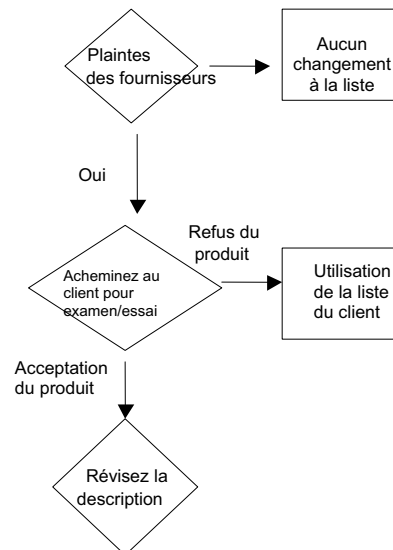 Plaintes
des fournisseurs
Aucun
changement
à la liste
Oui
Refus du
produit
Acheminez au
client pour
examen/essai
Utilisation
de la liste
du client
Acceptation
du produit
Révisez la
description